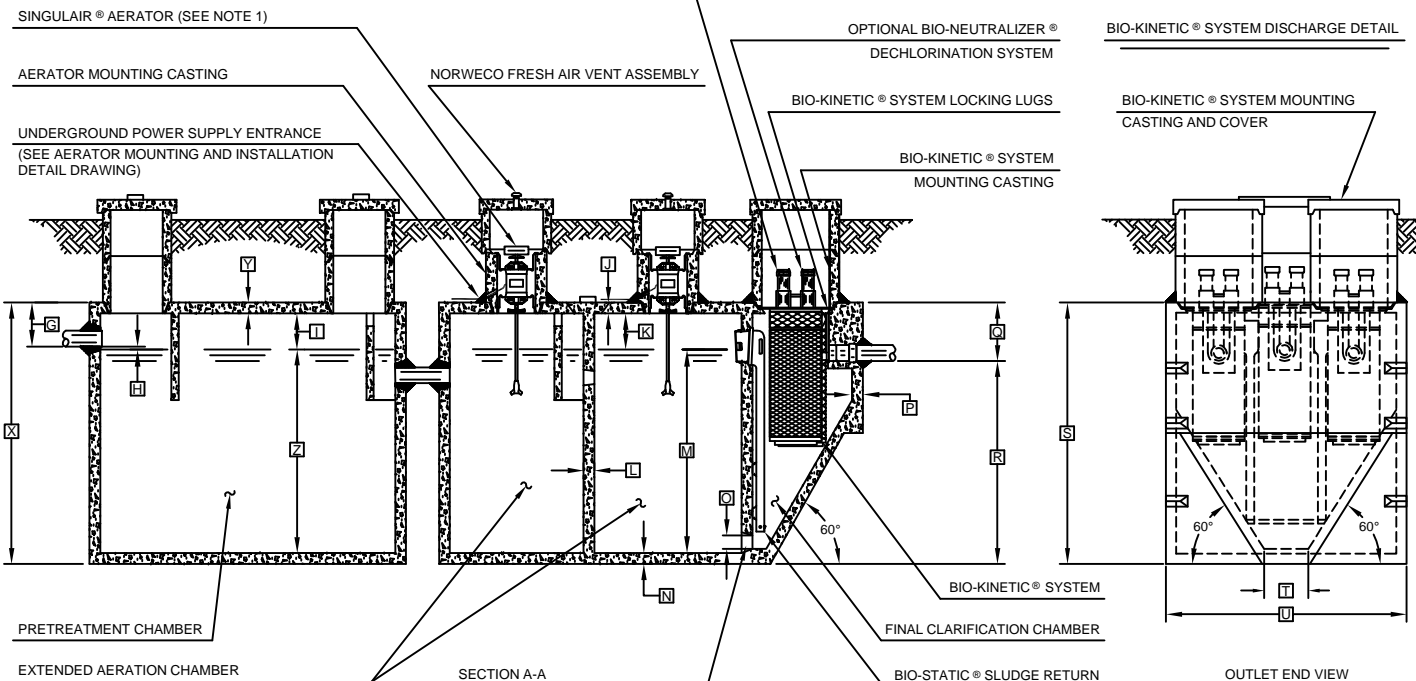 SINGULAIR ® AERATOR (SEE NOTE 1)
OPTIONAL BIO-NEUTRALIZER ®
DECHLORINATION SYSTEM
BIO-KINETIC ® SYSTEM DISCHARGE DETAIL
AERATOR MOUNTING CASTING
NORWECO FRESH AIR VENT ASSEMBLY
BIO-KINETIC ® SYSTEM LOCKING LUGS
BIO-KINETIC ® SYSTEM MOUNTING
CASTING AND COVER
UNDERGROUND POWER SUPPLY ENTRANCE
(SEE AERATOR MOUNTING AND INSTALLATION
DETAIL DRAWING)
BIO-KINETIC ® SYSTEM
MOUNTING CASTING
Y
J
G
I
K
Q
H
P
X
Z
L
M
S
R
O
60°
60°
60°
N
T
U
BIO-KINETIC ® SYSTEM
PRETREATMENT CHAMBER
FINAL CLARIFICATION CHAMBER
EXTENDED AERATION CHAMBER
SECTION A-A
BIO-STATIC ® SLUDGE RETURN
OUTLET END VIEW